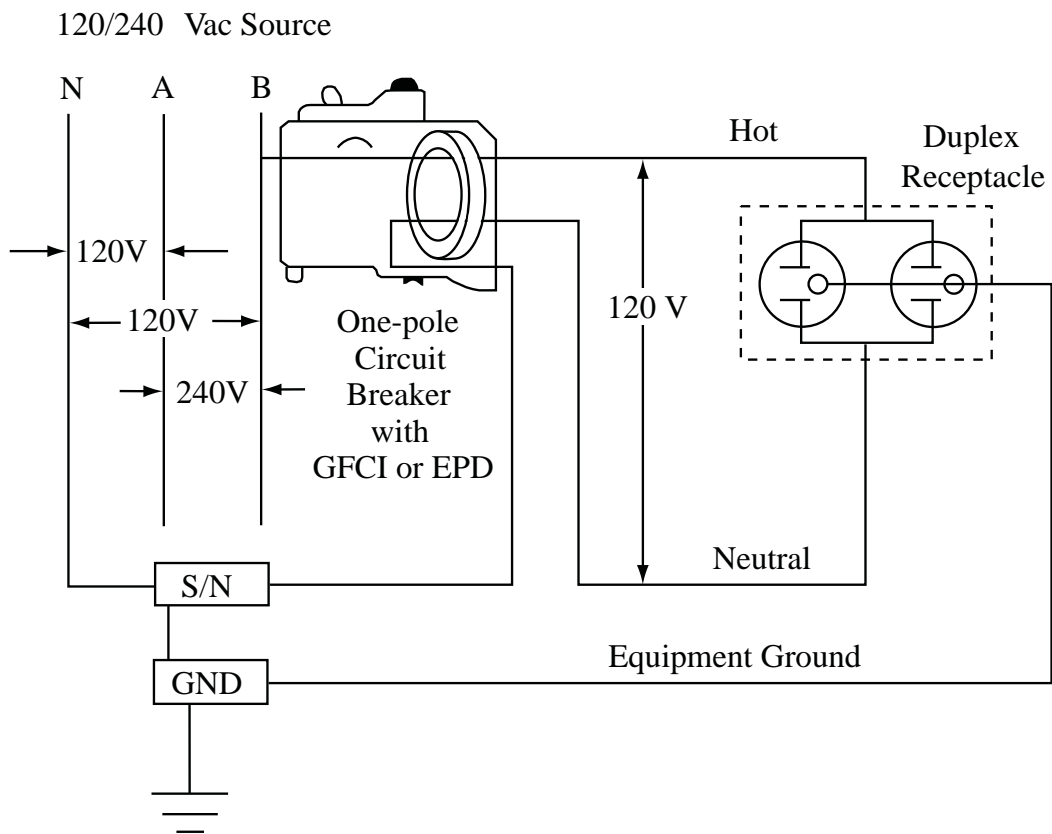 120/240 Vac Source
N A B
Hot
Duplex
Receptacle
120V
120V
240V
One-pole
Circuit
Breaker
with
GFCI or EPD
120 V
Neutral
S/N
Equipment Ground
GND